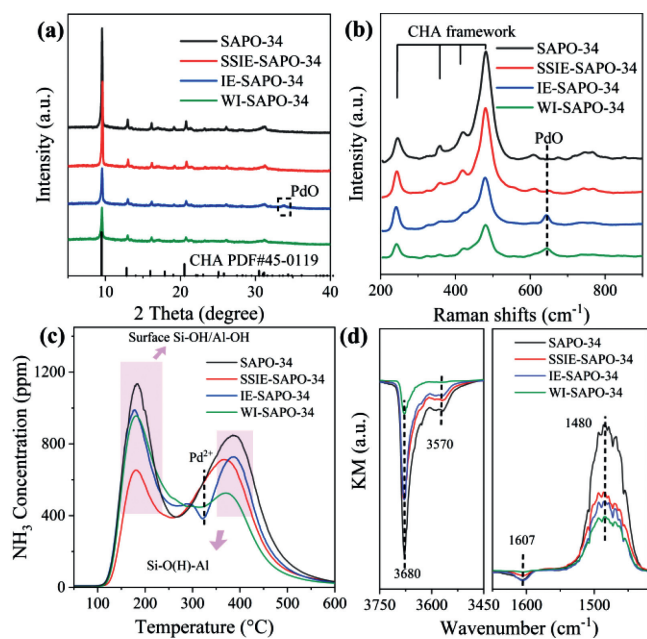 (a)
SAPO-34
SSIE-SAPO-34
IE-SAPO-34
WI-SAPO-34
PdO
CHA PDF#45-0119
Intensity (a.u.)
10 20 30 40
2 Theta (degree)
(b)
CHA framework
SAPO-34
SSIE-SAPO-34
IE-SAPO-34
WI-SAPO-34
PdO
Intensity (a.u.)
200 400 600 800
Raman shifts (cm⁻¹)
(c)
Surface Si-OH/Al-OH
SAPO-34
SSIE-SAPO-34
IE-SAPO-34
WI-SAPO-34
Pd²⁺
Si-O(H)-Al
NH₃ Concentration (ppm)
1500
1200
900
600
300
0
100 200 300 400 500 600
Temperature (°C)
(d)
SAPO-34
SSIE-SAPO-34
IE-SAPO-34
WI-SAPO-34
3570
3680
1480
1607
KM
3750 3600 3450
1600 1500
Wavenumber (cm⁻¹)